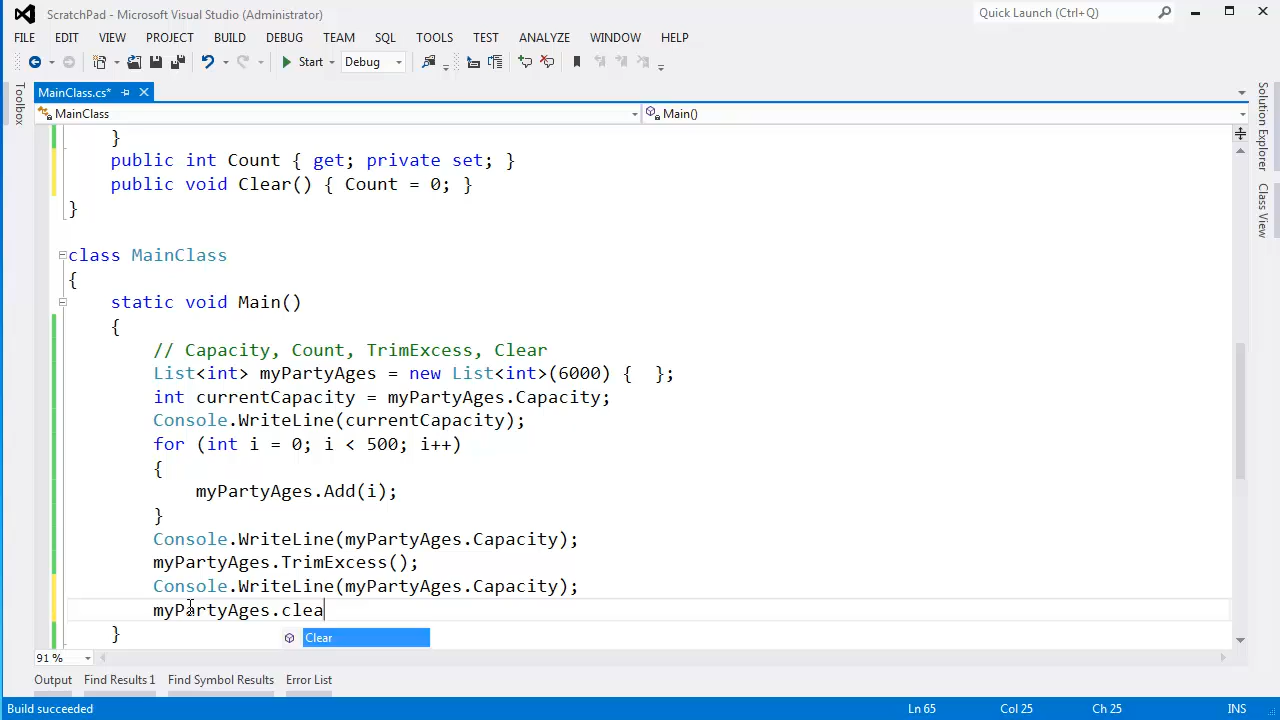 ScratchPad - Microsoft Visual Studio (Administrator)
Quick Launch (Ctrl+Q)
FILE EDIT VIEW PROJECT BUILD DEBUG TEAM SQL TOOLS TEST ANALYZE WINDOW HELP
Start Debug
MainClass.cs*
MainClass Main()
Toolbox
Solution Explorer
Class View
}
public int Count { get; private set; }
public void Clear() { Count = 0; }
}
class MainClass
{
static void Main()
{
// Capacity, Count, TrimExcess, Clear
List<int> myPartyAges = new List<int>(6000) {  };
int currentCapacity = myPartyAges.Capacity;
Console.WriteLine(currentCapacity);
for (int i = 0; i < 500; i++)
{
myPartyAges.Add(i);
}
Console.WriteLine(myPartyAges.Capacity);
myPartyAges.TrimExcess();
Console.WriteLine(myPartyAges.Capacity);
myPartyAges.clea
}
Clear
91 %
Output Find Results 1 Find Symbol Results Error List
Build succeeded Ln 65 Col 25 Ch 25 INS